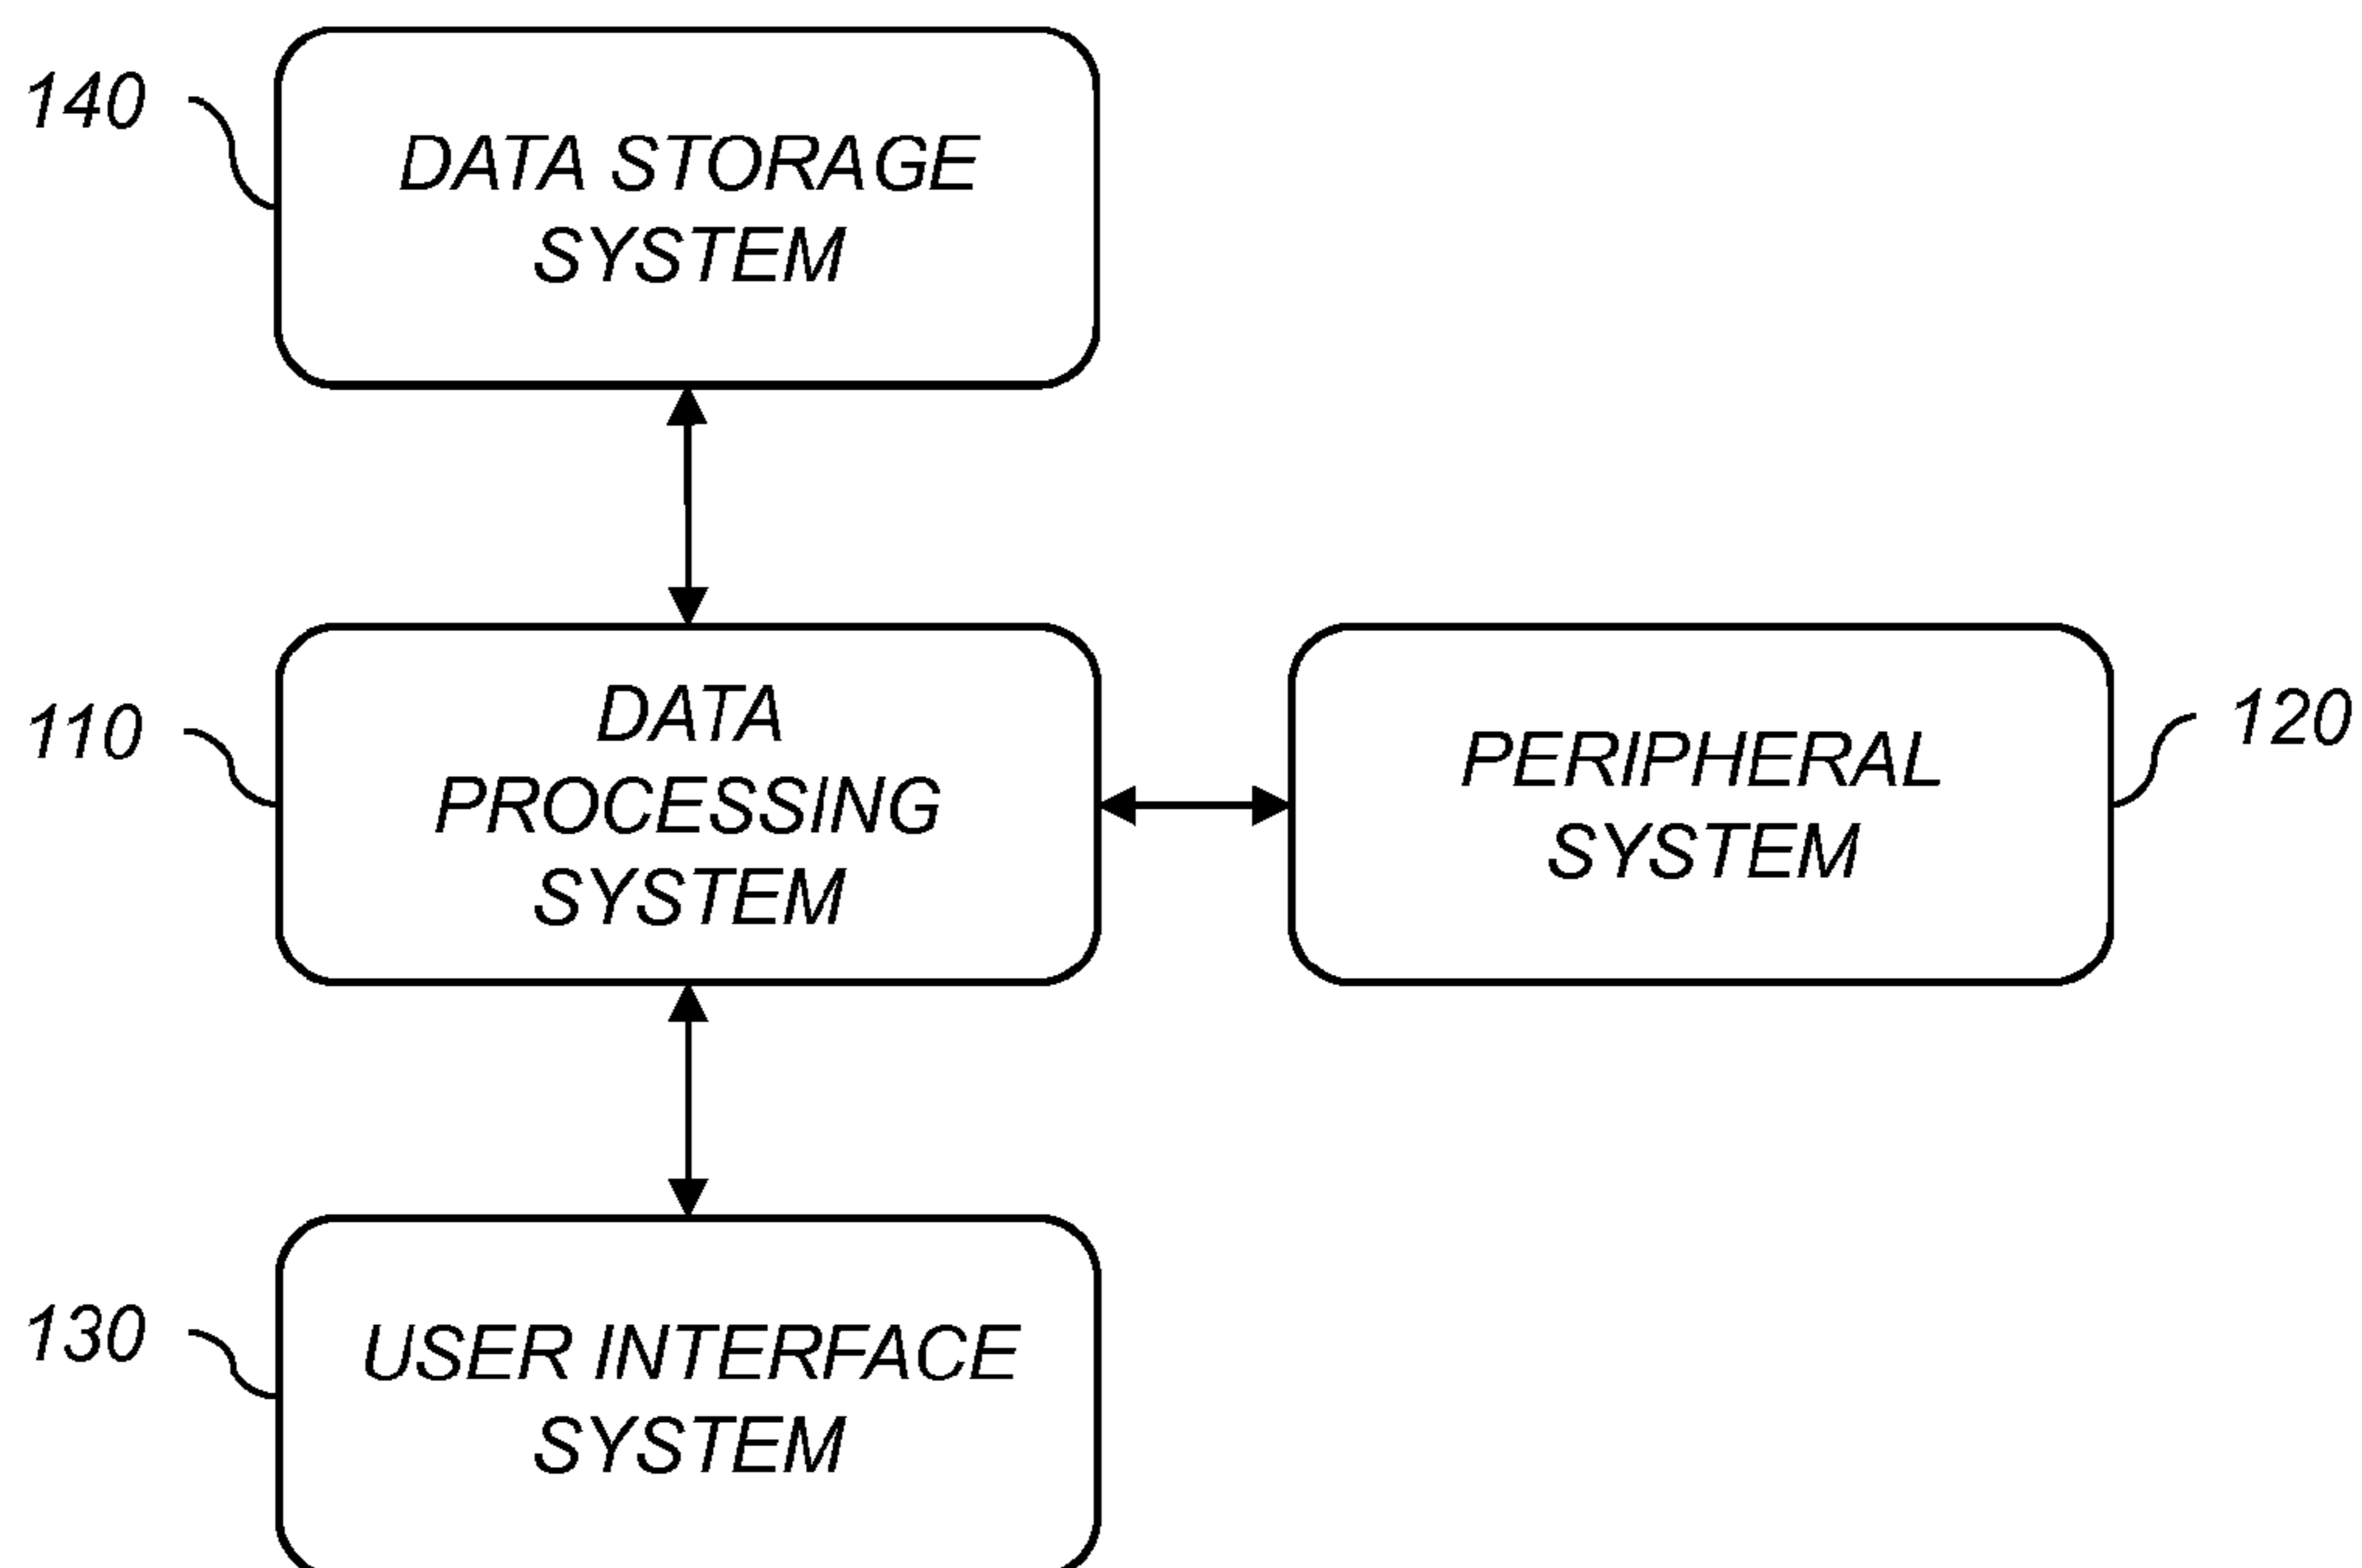 140
DATA STORAGE
SYSTEM
110
DATA
PROCESSING
SYSTEM
PERIPHERAL
SYSTEM
120
130
USER INTERFACE
SYSTEM